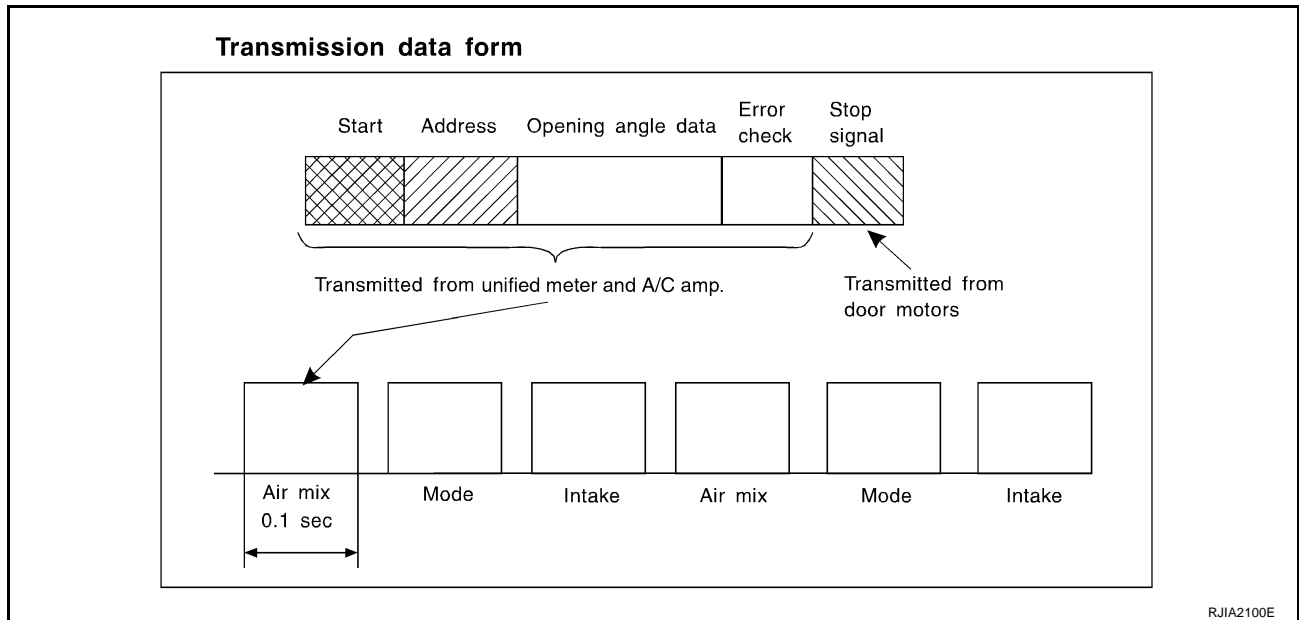 Transmission data form
Start
Address
Opening angle data
Error
check
Stop
signal
Transmitted from unified meter and A/C amp.
Transmitted from
door motors
Air mix
0.1 sec
Mode
Intake
Air mix
Mode
Intake
RJIA2100E